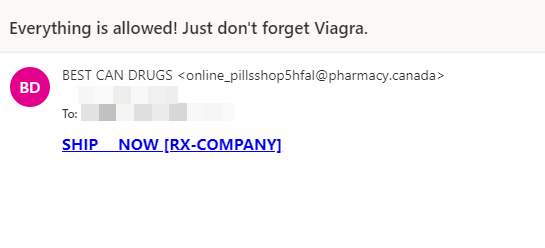 Everything is allowed! Just don't forget Viagra.
BD
BEST CAN DRUGS <online_pillsshop5hfal@pharmacy.canada>
To:
SHIP NOW [RX-COMPANY]